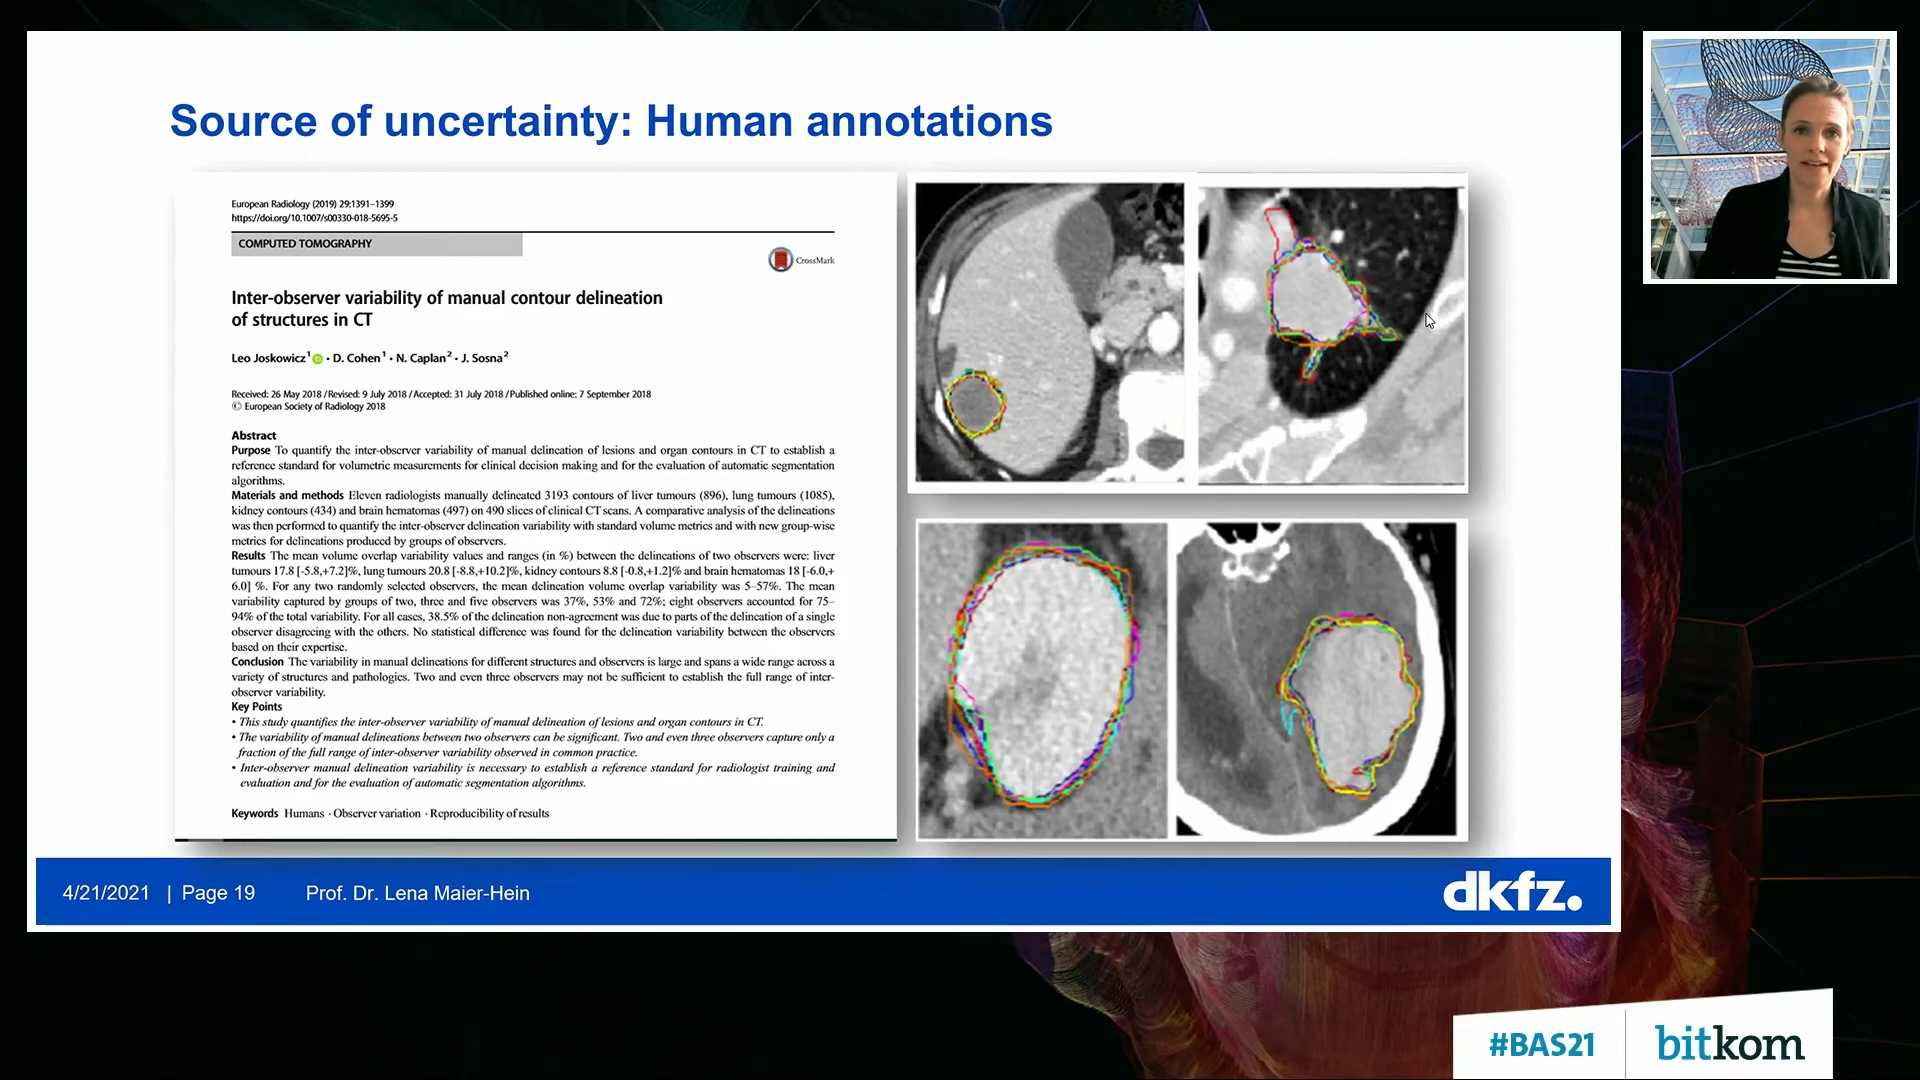 Source of uncertainty: Human annotations
European Radiology (2019) 29:1391–1399
https://doi.org/10.1007/s00330-018-5695-5
COMPUTED TOMOGRAPHY
CrossMark
Inter-observer variability of manual contour delineation
of structures in CT
Leo Joskowicz1 · D. Cohen1 · N. Caplan2 · J. Sosna2
Received: 26 May 2018 / Revised: 9 July 2018 / Accepted: 31 July 2018 / Published online: 7 September 2018
© European Society of Radiology 2018
Abstract
Purpose To quantify the inter-observer variability of manual delineation of lesions and organ contours in CT to establish a
reference standard for volumetric measurements for clinical decision making and for the evaluation of automatic segmentation
algorithms.
Materials and methods Eleven radiologists manually delineated 3193 contours of liver tumours (896), lung tumours (1085),
kidney contours (434) and brain hematomas (497) on 490 slices of clinical CT scans. A comparative analysis of the delineations
was then performed to quantify the inter-observer delineation variability with standard volume metrics and with new group-wise
metrics for delineations produced by groups of observers.
Results The mean volume overlap variability values and ranges (in %) between the delineations of two observers were: liver
tumours 17.8 [-5.8,+7.2]%, lung tumours 20.8 [-8.8,+10.2]%, kidney contours 8.8 [-0.8,+1.2]% and brain hematomas 18 [-6.0,+
6.0] %. For any two randomly selected observers, the mean delineation volume overlap variability was 5–57%. The mean
variability captured by groups of two, three and five observers was 37%, 53% and 72%; eight observers accounted for 75–
94% of the total variability. For all cases, 38.5% of the delineation non-agreement was due to parts of the delineation of a single
observer disagreeing with the others. No statistical difference was found for the delineation variability between the observers
based on their expertise.
Conclusion The variability in manual delineations for different structures and observers is large and spans a wide range across a
variety of structures and pathologies. Two and even three observers may not be sufficient to establish the full range of inter-
observer variability.
Key Points
• This study quantifies the inter-observer variability of manual delineation of lesions and organ contours in CT.
• The variability of manual delineations between two observers can be significant. Two and even three observers capture only a
fraction of the full range of inter-observer variability observed in common practice.
• Inter-observer manual delineation variability is necessary to establish a reference standard for radiologist training and
evaluation and for the evaluation of automatic segmentation algorithms.
Keywords Humans · Observer variation · Reproducibility of results
4/21/2021 | Page 19 Prof. Dr. Lena Maier-Hein
dkfz.
#BAS21
bitkom